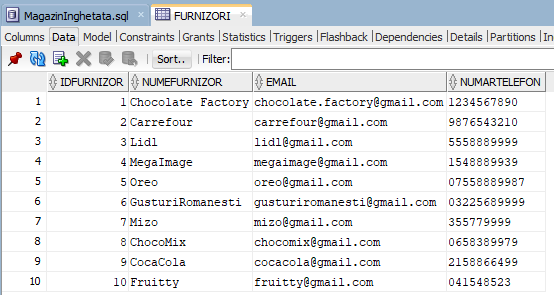 MagazinInghetata.sql FURNIZORI
Columns Data Model Constraints Grants Statistics Triggers Flashback Dependencies Details Partitions In
Sort.. Filter:
IDFURNIZOR NUMEFURNIZOR EMAIL NUMARTELEFON
1 1 Chocolate Factory chocolate.factory@gmail.com 1234567890
2 2 Carrefour carrefour@gmail.com 9876543210
3 3 Lidl lidl@gmail.com 5558889999
4 4 MegaImage megaimage@gmail.com 1548889939
5 5 Oreo oreo@gmail.com 07558889987
6 6 GusturiRomanesti gusturiromanesti@gmail.com 03225689999
7 7 Mizo mizo@gmail.com 355779999
8 8 ChocoMix chocomix@gmail.com 0658389979
9 9 CocaCola cocacola@gmail.com 2158866499
10 10 Fruitty fruitty@gmail.com 041548523